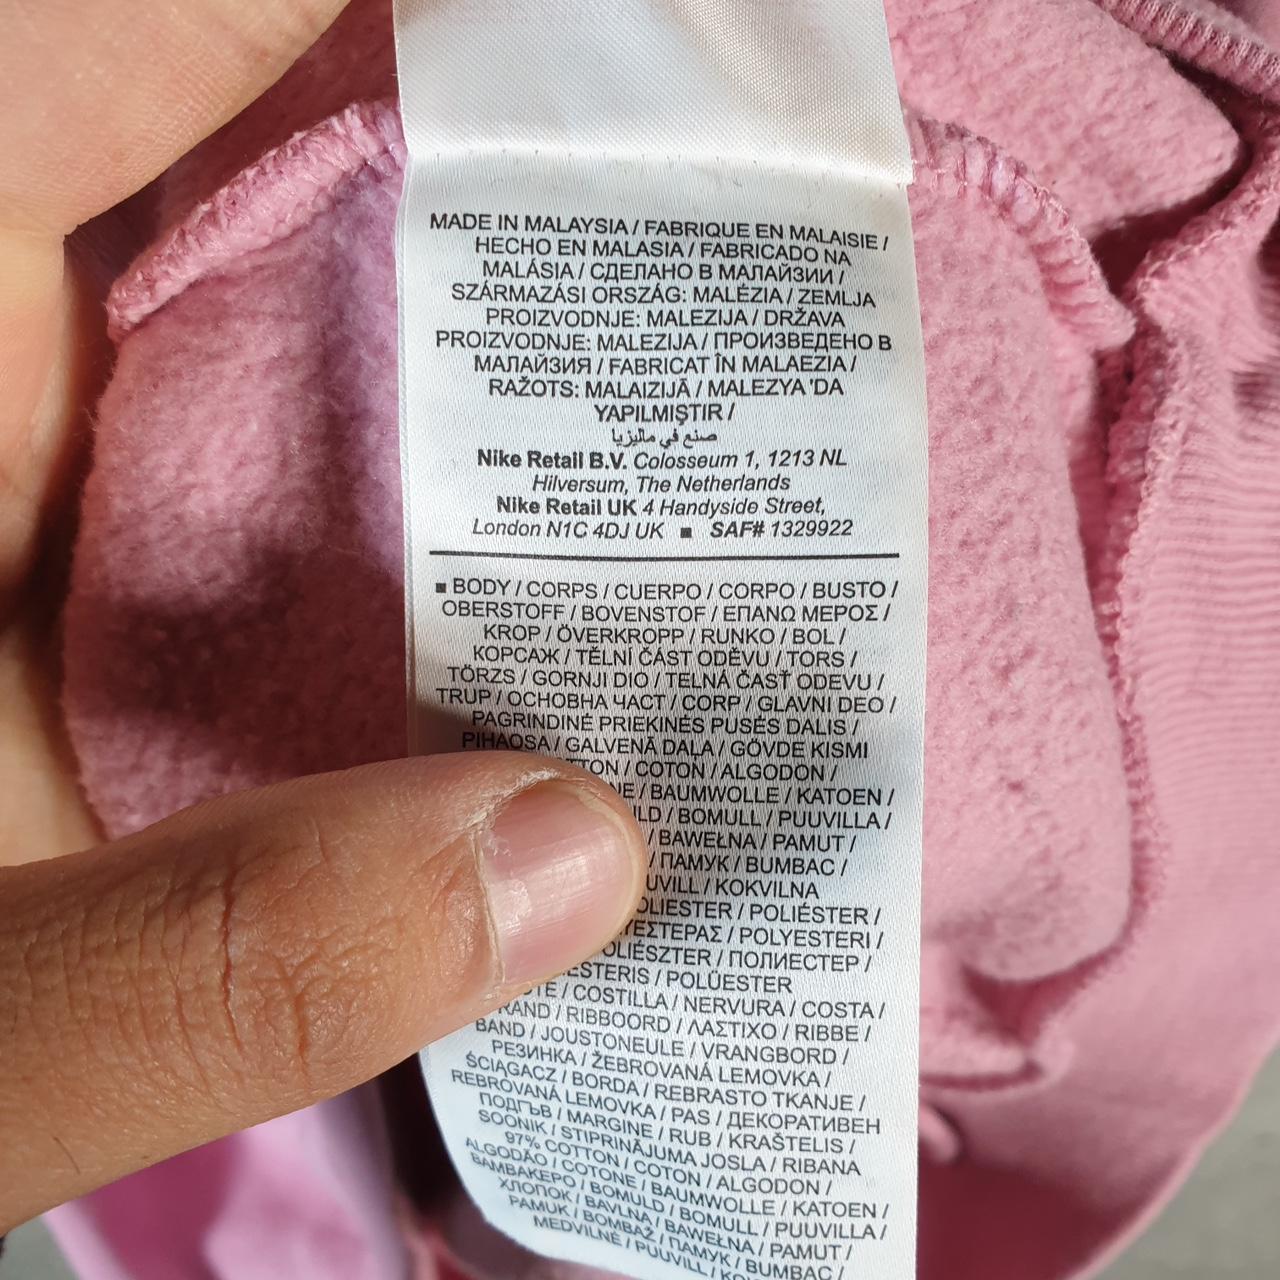 MADE IN MALAYSIA / FABRIQUE EN MALAISIE /
HECHO EN MALASIA / FABRICADO NA
MALÁSIA / СДЕЛАНО В МАЛАЙЗИИ /
SZÁRMAZÁSI ORSZÁG: MALÉZIA / ZEMLJA
PROIZVODNJE: MALEZIJA / DRŽAVA
PROIZVODNJE: MALEZIJA / ПРОИЗВЕДЕНО В
МАЛАЙЗИЯ / FABRICAT ÎN MALAEZIA /
RAŽOTS: MALAIZIJĀ / MALEZYA 'DA
YAPILMIŞTIR /
صنع في ماليزيا
Nike Retail B.V. Colosseum 1, 1213 NL
Hilversum, The Netherlands
Nike Retail UK 4 Handyside Street,
London N1C 4DJ UK ■ SAF# 1329922
■ BODY / CORPS / CUERPO / CORPO / BUSTO /
OBERSTOFF / BOVENSTOF / ΕΠΑΝΩ ΜΕΡΟΣ /
KROP / ÖVERKROPP / RUNKO / BOL /
КОРСАЖ / TĚLNÍ ČÁST ODĚVU / TORS /
TÖRZS / GORNJI DIO / TELNÁ ČASŤ ODEVU /
TRUP / ОСНОВНА ЧАСТ / CORP / GLAVNI DEO /
PAGRINDINĖ PRIEKINĖS PUSĖS DALIS /
PIHAOSA / GALVENĀ DAĻA / GÖVDE KISMI
/ COTON / ALGODON /
/ BAUMWOLLE / KATOEN /
/ BOMULL / PUUVILLA /
/ BAWEŁNA / PAMUT /
/ ПАМУК / BUMBAC /
/ KOKVILNA
/ POLIÉSTER /
/ POLYESTERI /
/ ПОЛИЕСТЕР /
/ POLÜESTER
/ COSTILLA / NERVURA / COSTA /
/ RIBBOORD / ΛΑΣΤΙΧΟ / RIBBE /
BAND / JOUSTONEULE / VRANGBORD /
РЕЗИНКА / ŽEBROVANÁ LEMOVKA /
ŚCIĄGACZ / BORDA / REBRASTO TKANJE /
REBROVANÁ LEMOVKA / PAS / ДЕКОРАТИВЕН
ПОДГЪВ / MARGINE / RUB / KRAŠTELIS /
SOONIK / STIPRINĀJUMA JOSLA / RIBANA
97% COTTON / COTON / ALGODON /
ALGODÃO / COTONE / BAUMWOLLE / KATOEN /
ΒΑΜΒΑΚΕΡΟ / BOMULD / BOMULL / PUUVILLA /
ХЛОПОК / BAVLNA / BAWEŁNA / PAMUT /
PAMUK / BOMBAŽ / ПАМУК / BUMBAC /
MEDVILNĖ / PUUVILL /